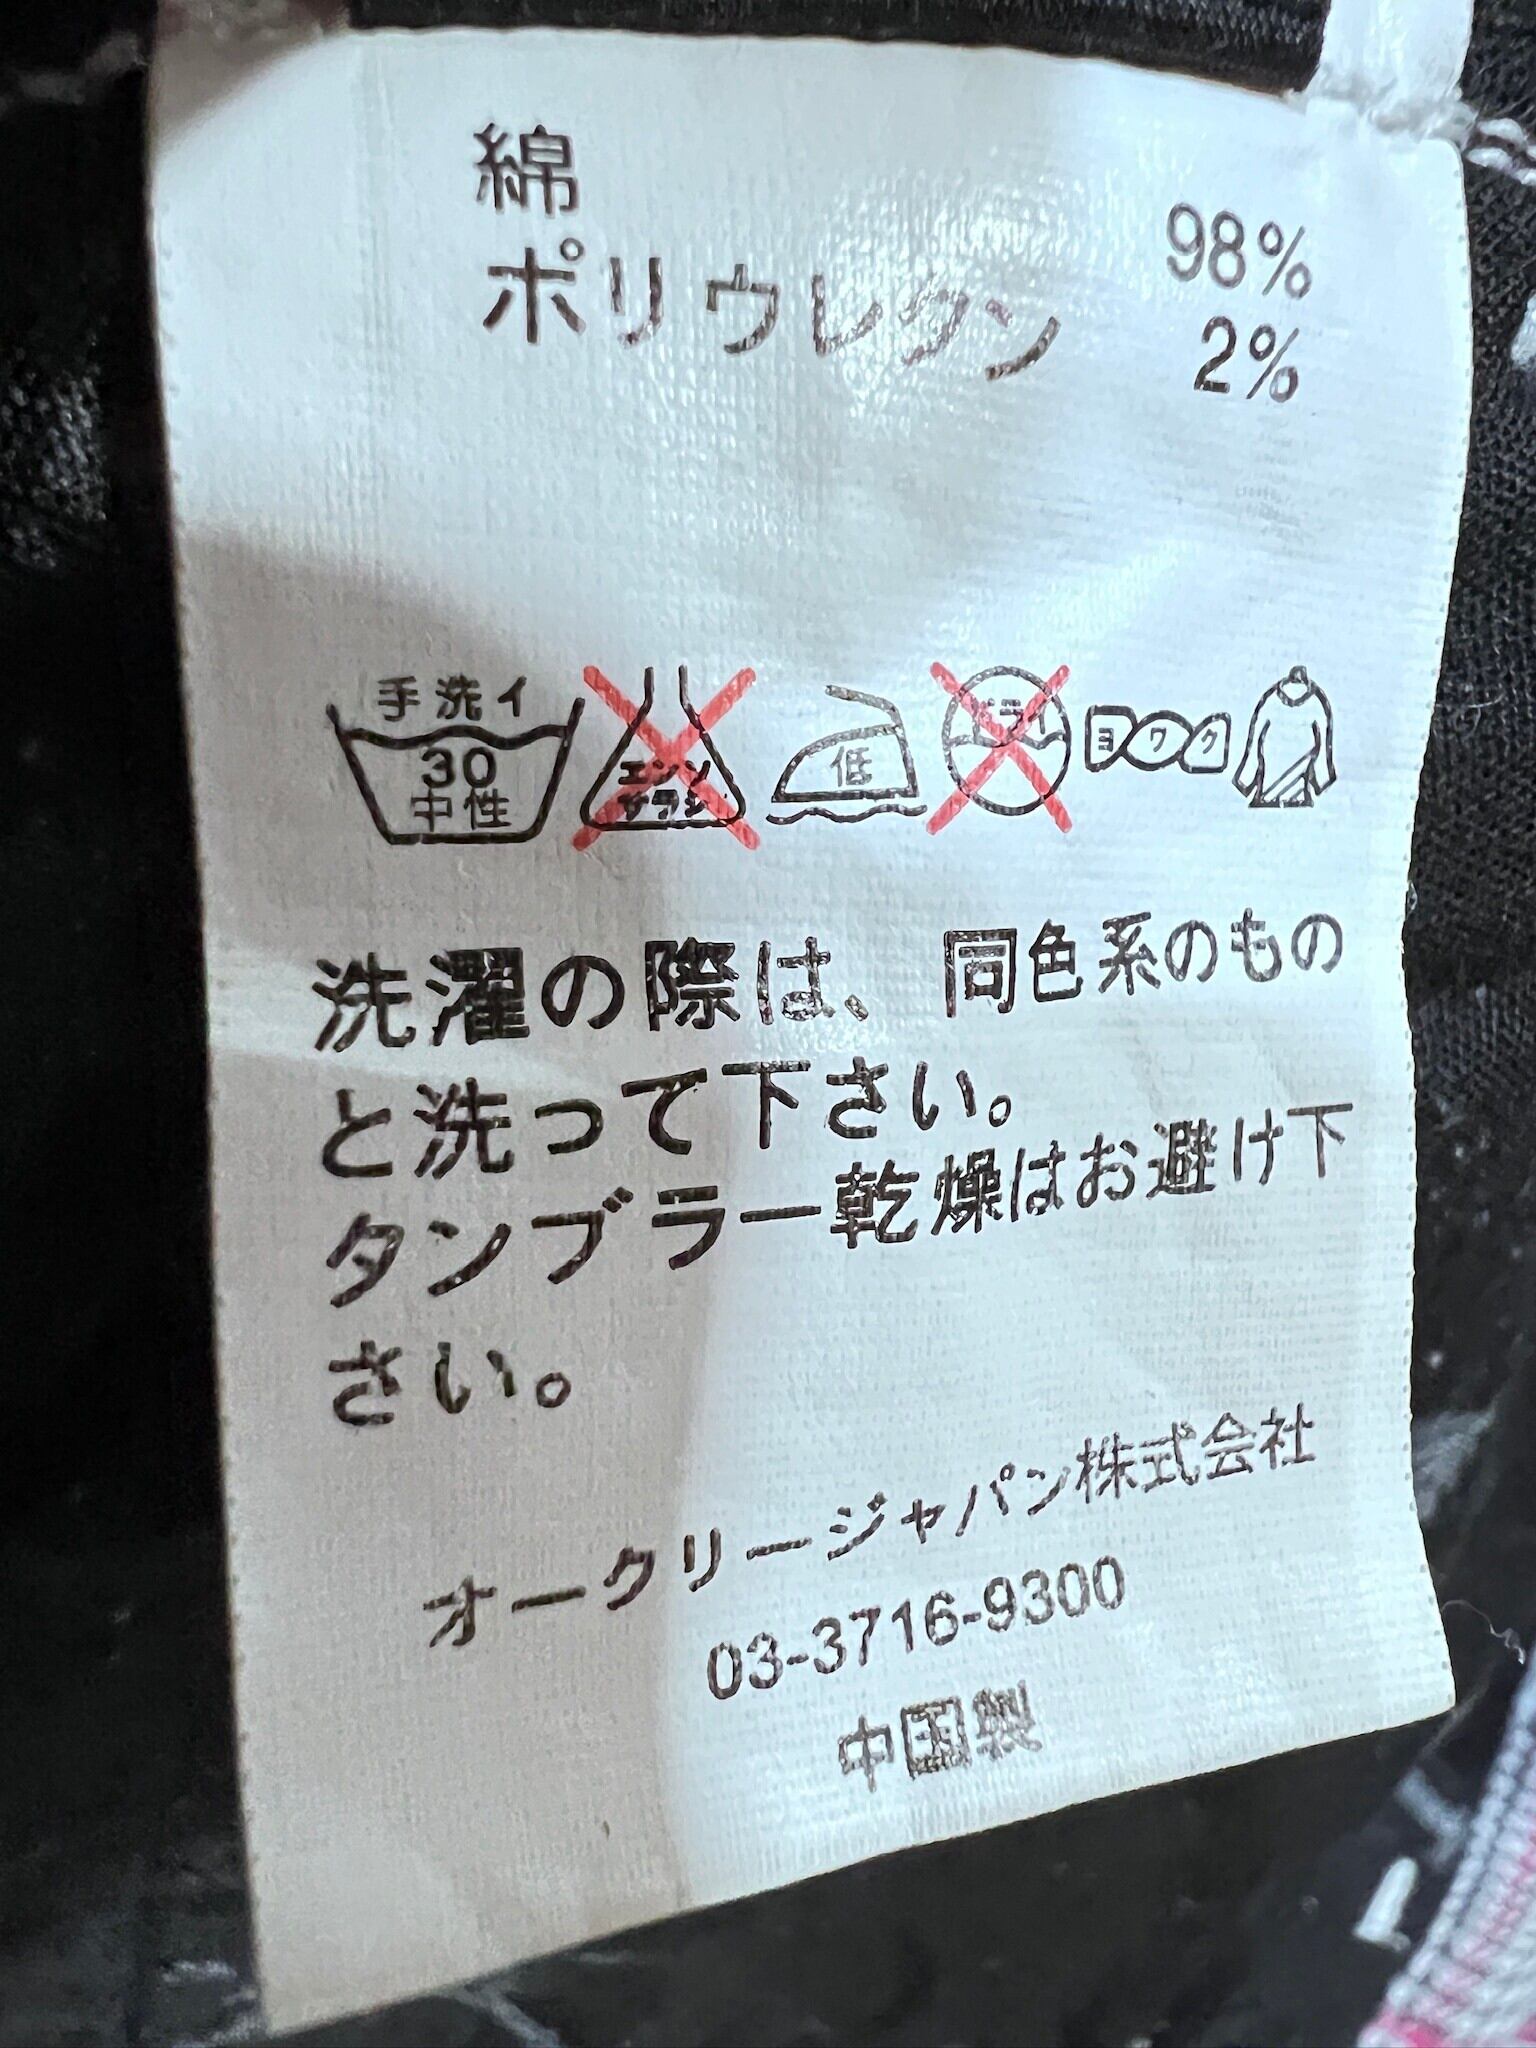 綿 98%
ポリウレタン 2%
手洗イ
30
中性
エンソ
サラシ
低
ドライ
ヨワク
洗濯の際は、同色系のもの
と洗って下さい。
タンブラー乾燥はお避け下
さい。
オークリージャパン株式会社
03-3716-9300
中国製